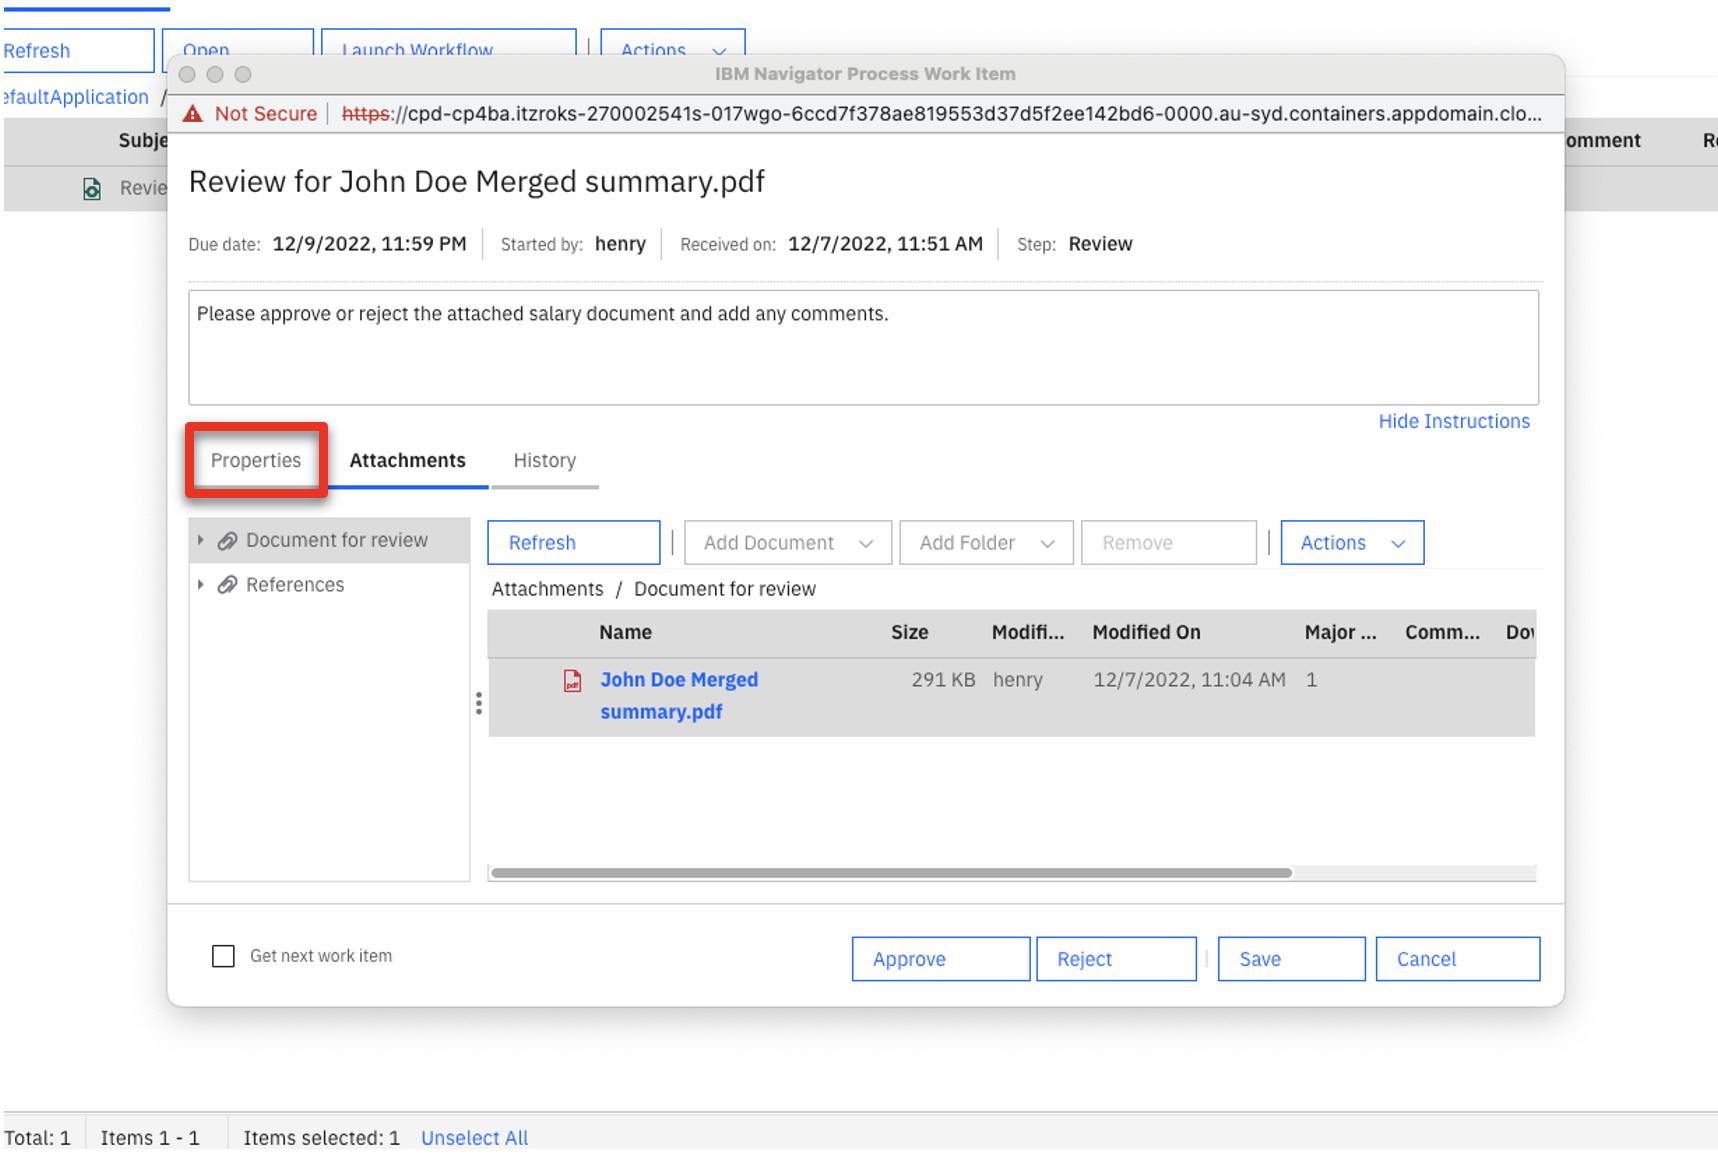 Refresh
Open
Launch Workflow
Actions
efaultApplication /
IBM Navigator Process Work Item
Not Secure
https://cpd-cp4ba.itzroks-270002541s-017wgo-6ccd7f378ae819553d37d5f2ee142bd6-0000.au-syd.containers.appdomain.clo...
Subje
omment
Re
Revie
Review for John Doe Merged summary.pdf
Due date: 12/9/2022, 11:59 PM
Started by: henry
Received on: 12/7/2022, 11:51 AM
Step: Review
Please approve or reject the attached salary document and add any comments.
Hide Instructions
Properties
Attachments
History
Document for review
References
Refresh
Add Document
Add Folder
Remove
Actions
Attachments / Document for review
Name Size Modifi... Modified On Major ... Comm... Dov
John Doe Merged 291 KB henry 12/7/2022, 11:04 AM 1
summary.pdf
Get next work item
Approve
Reject
Save
Cancel
Total: 1
Items 1 - 1
Items selected: 1
Unselect All